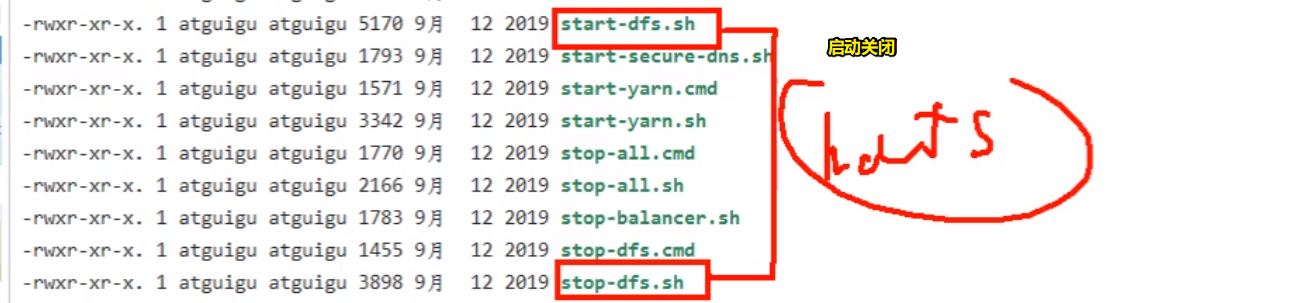 -rwxr-xr-x. 1 atguigu atguigu 5170 9月 12 2019 start-dfs.sh
启动关闭
-rwxr-xr-x. 1 atguigu atguigu 1793 9月 12 2019 start-secure-dns.sh
-rwxr-xr-x. 1 atguigu atguigu 1571 9月 12 2019 start-yarn.cmd
-rwxr-xr-x. 1 atguigu atguigu 3342 9月 12 2019 start-yarn.sh
-rwxr-xr-x. 1 atguigu atguigu 1770 9月 12 2019 stop-all.cmd
-rwxr-xr-x. 1 atguigu atguigu 2166 9月 12 2019 stop-all.sh
-rwxr-xr-x. 1 atguigu atguigu 1783 9月 12 2019 stop-balancer.sh
-rwxr-xr-x. 1 atguigu atguigu 1455 9月 12 2019 stop-dfs.cmd
-rwxr-xr-x. 1 atguigu atguigu 3898 9月 12 2019 stop-dfs.sh